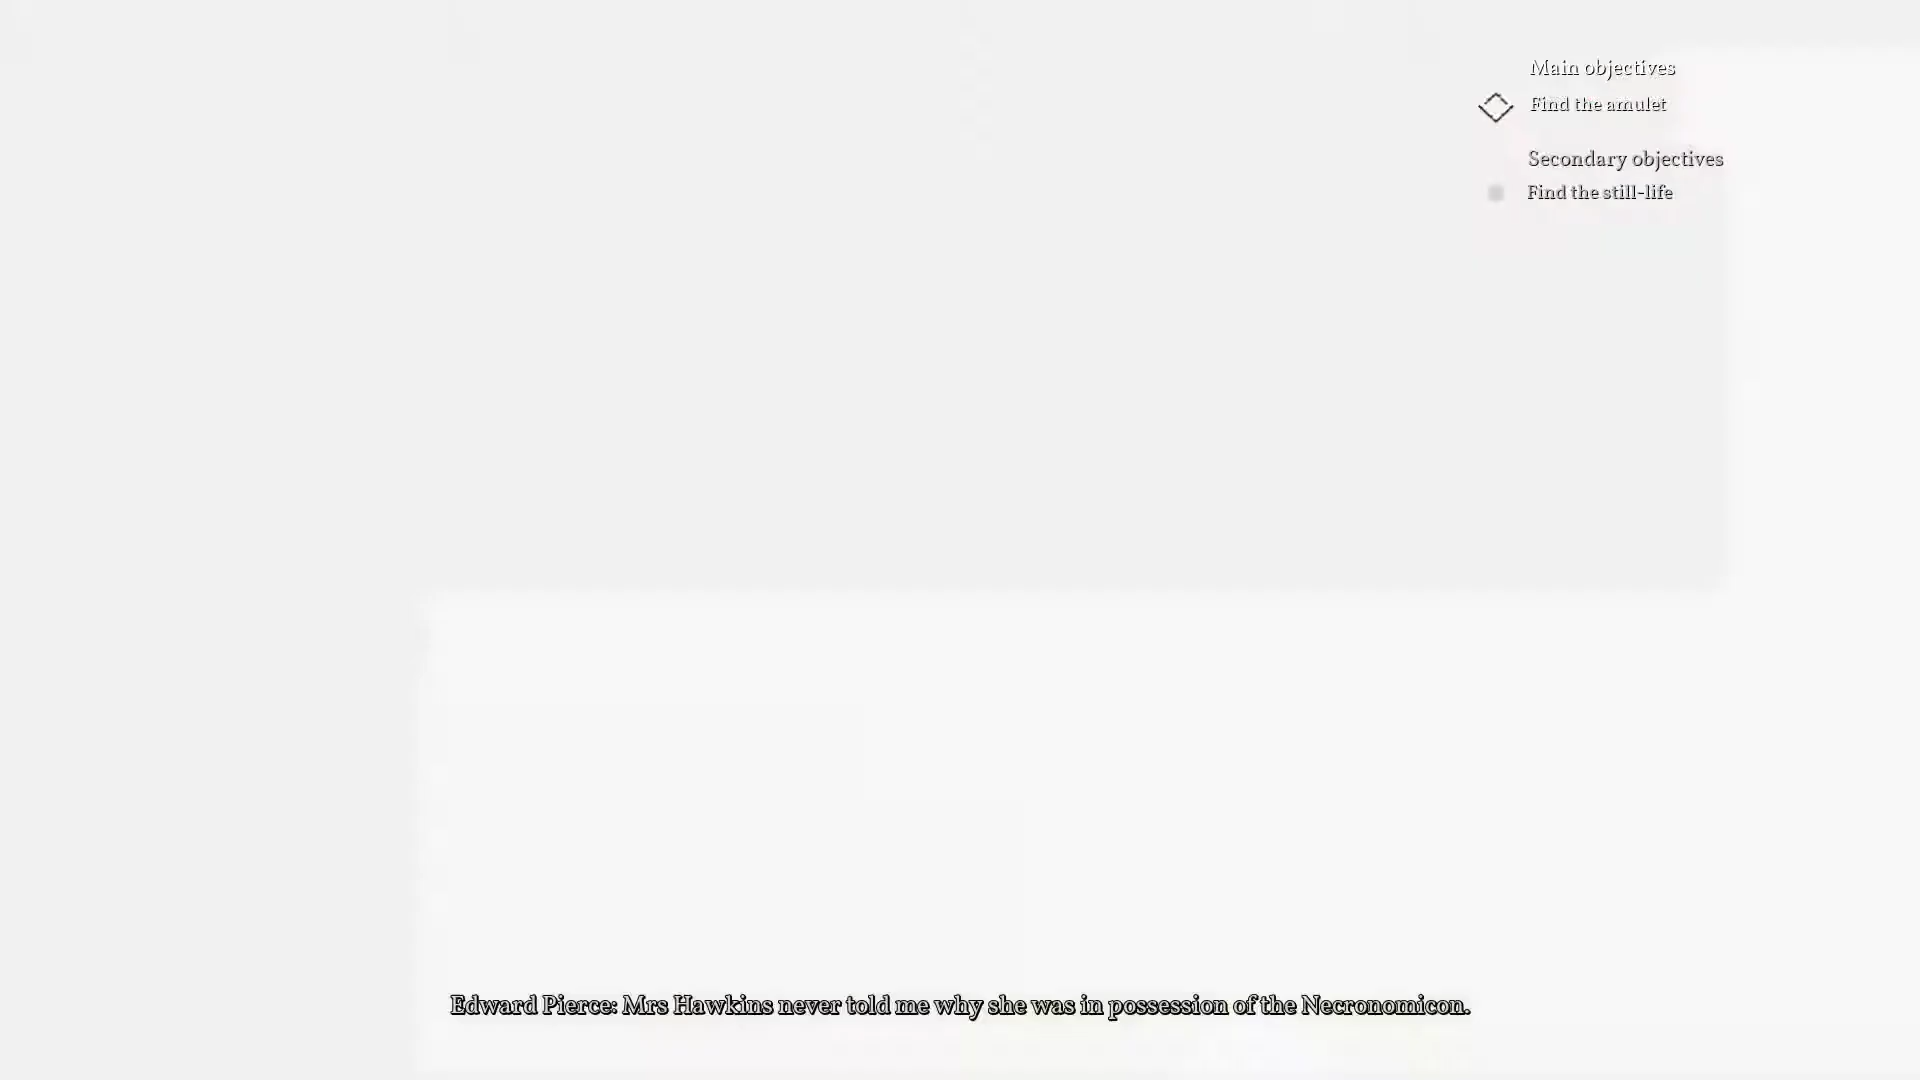 Main objectives
Find the amulet
Secondary objectives
Find the still-life
Edward Pierce: Mrs Hawkins never told me why she was in possession of the Necronomicon.